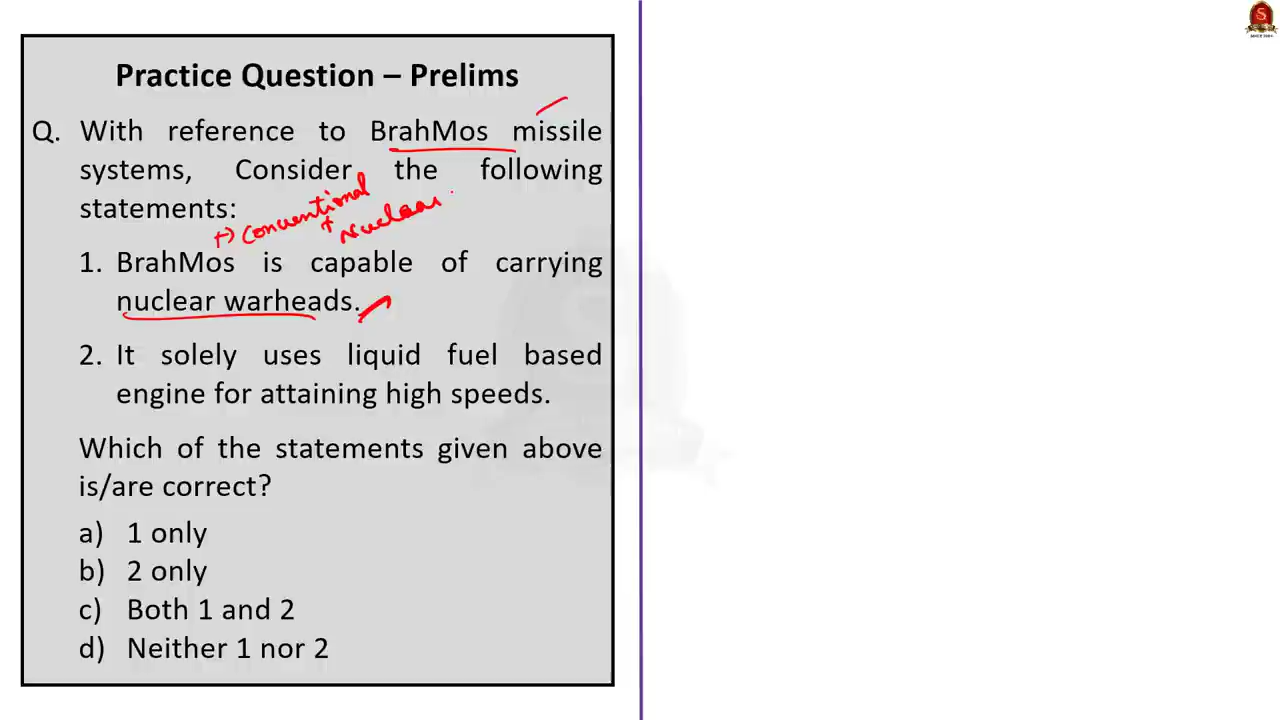 Practice Question – Prelims
Q. With reference to BrahMos missile
systems, Consider the following
statements:
→ Conventional
+ Nuclear
1. BrahMos is capable of carrying
nuclear warheads.
2. It solely uses liquid fuel based
engine for attaining high speeds.
Which of the statements given above
is/are correct?
a) 1 only
b) 2 only
c) Both 1 and 2
d) Neither 1 nor 2